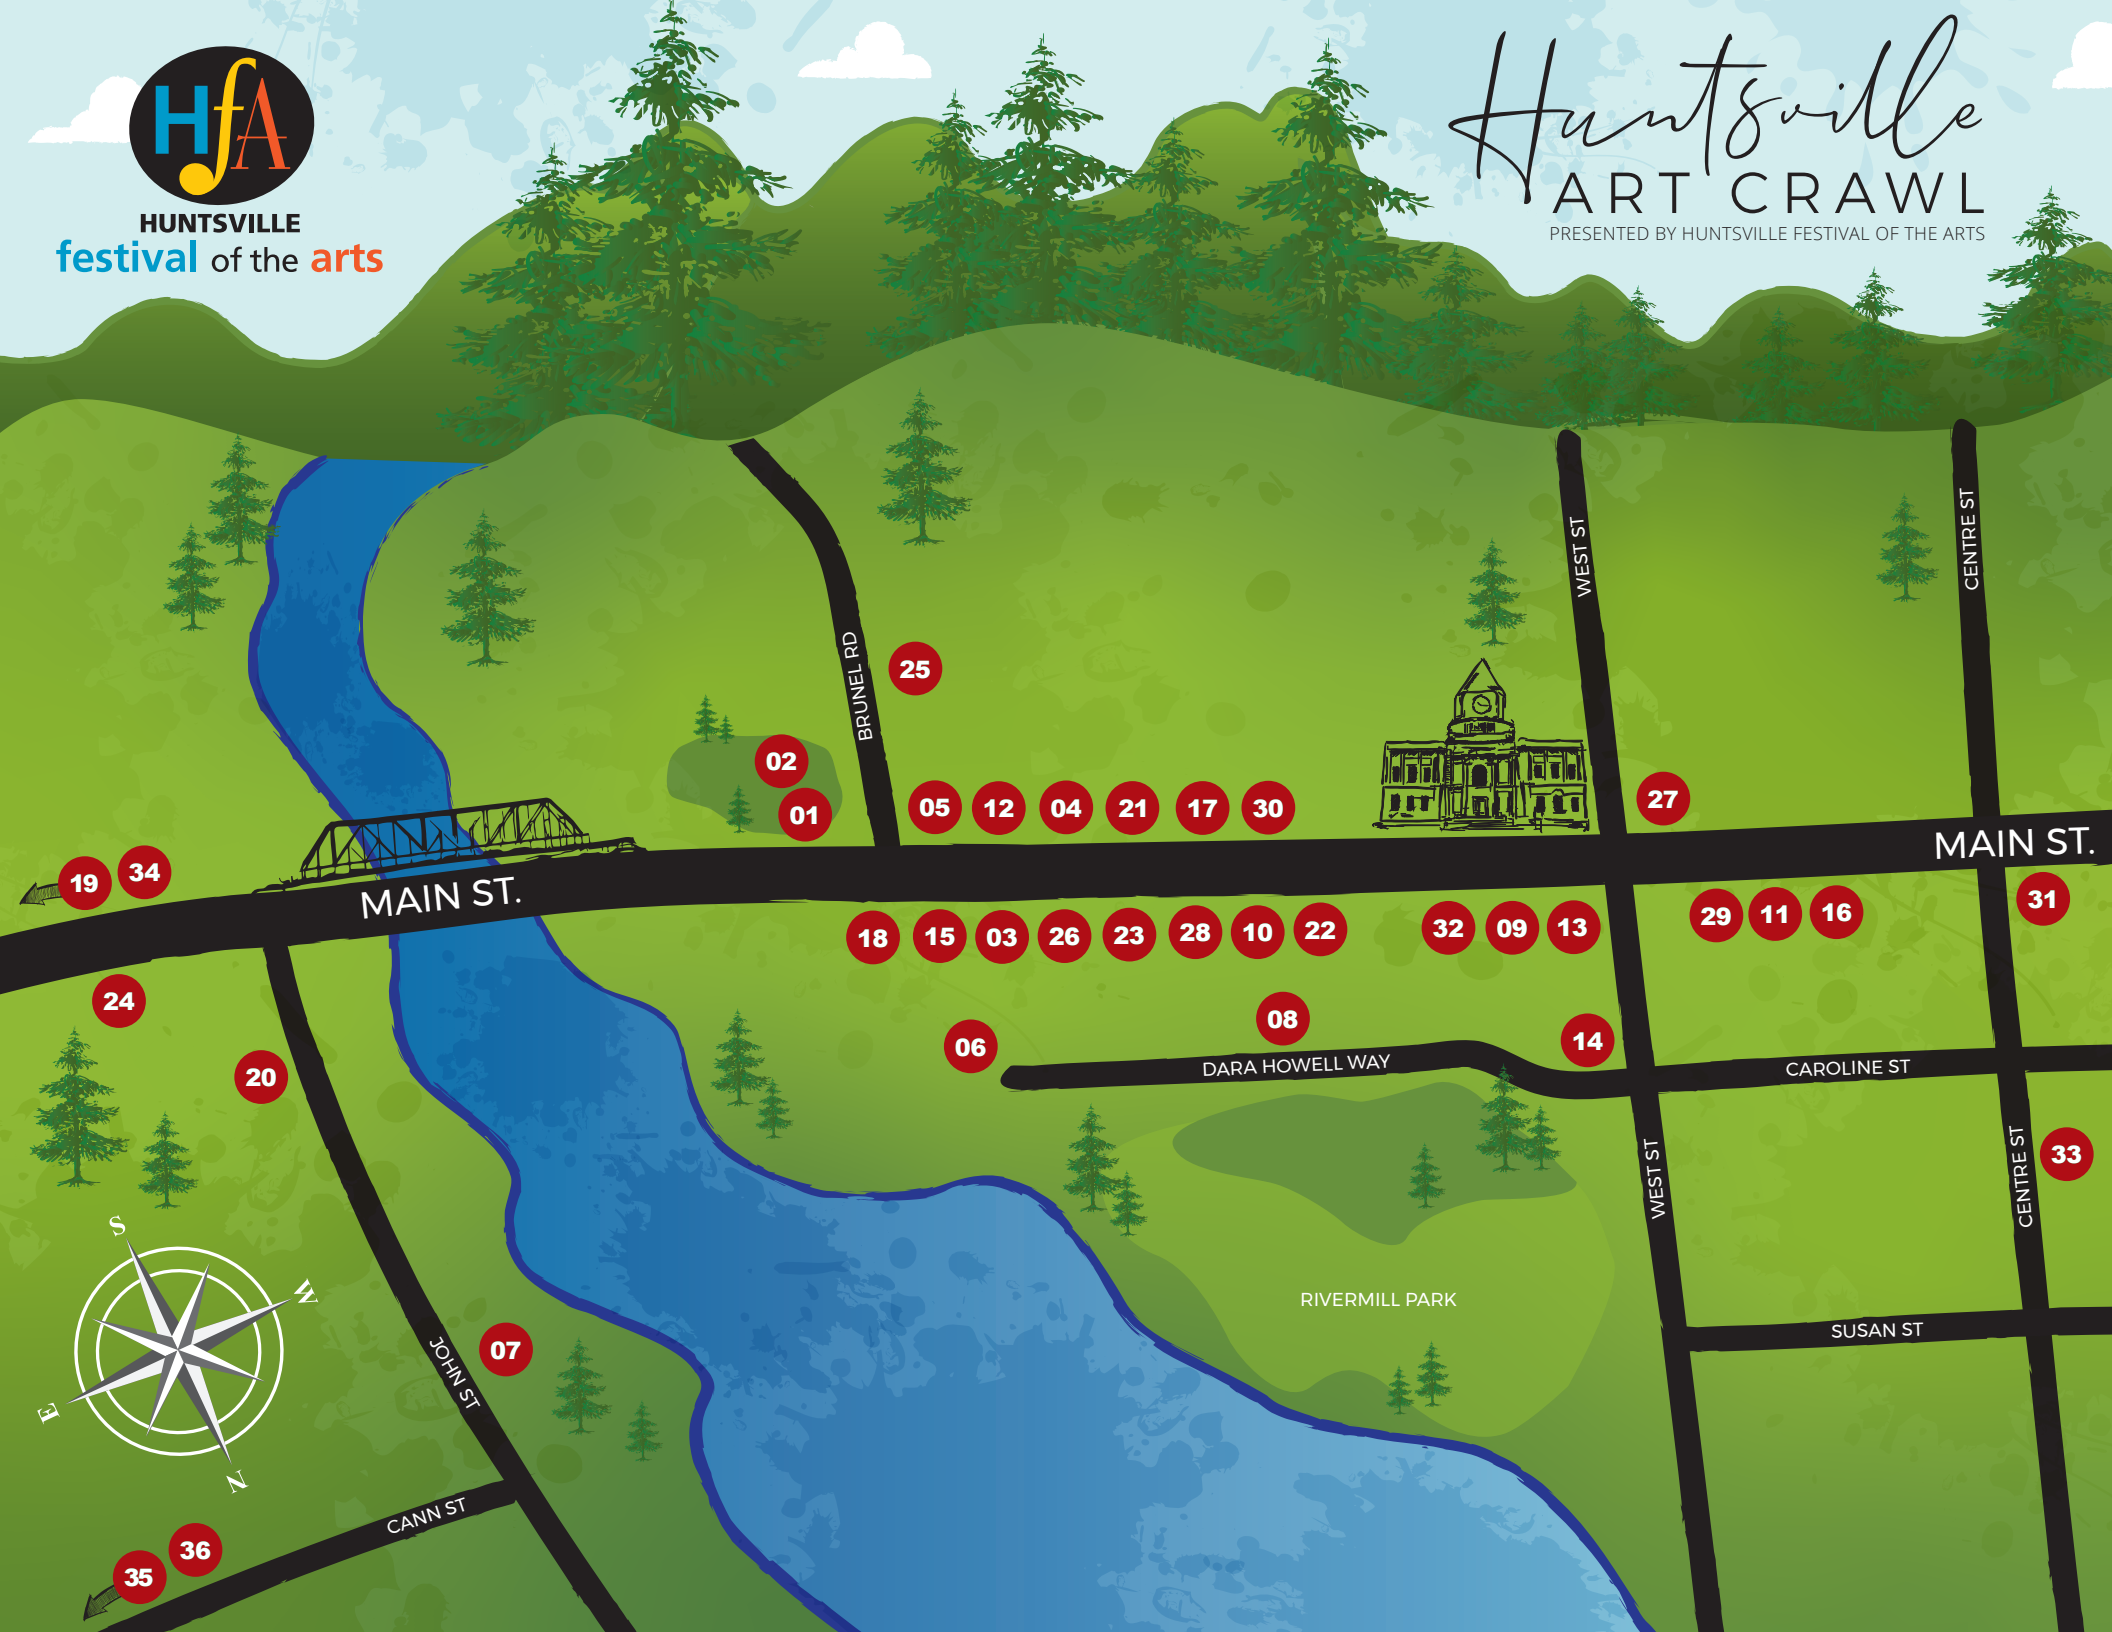 HfA
HUNTSVILLE
festival of the arts
Huntsville
ART CRAWL
PRESENTED BY HUNTSVILLE FESTIVAL OF THE ARTS
WEST ST
CENTRE ST
BRUNEL RD
25
02
01
05 12 04 21 17 30
27
MAIN ST.
19 34
MAIN ST.
18 15 03 26 23 28 10 22 32 09 13
29 11 16
31
24
20
06
08
14
DARA HOWELL WAY
CAROLINE ST
WEST ST
CENTRE ST
33
S
W
E
N
RIVERMILL PARK
SUSAN ST
JOHN ST
07
CANN ST
36
35